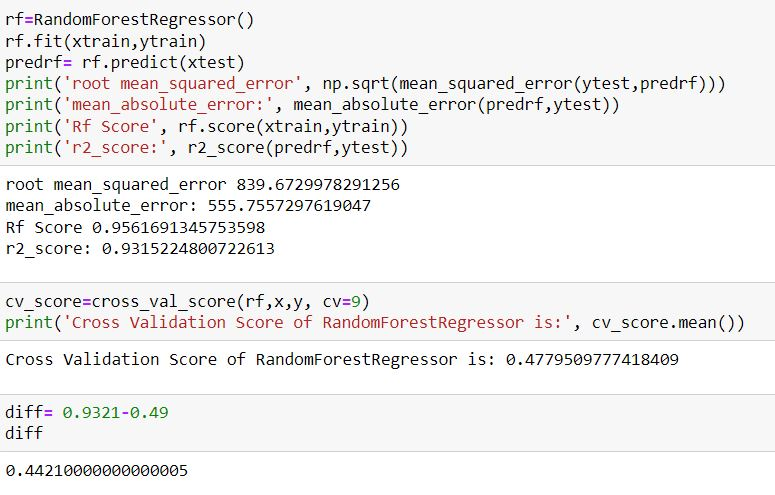 rf=RandomForestRegressor()
rf.fit(xtrain,ytrain)
predrf= rf.predict(xtest)
print('root mean_squared_error', np.sqrt(mean_squared_error(ytest,predrf)))
print('mean_absolute_error:', mean_absolute_error(predrf,ytest))
print('Rf Score', rf.score(xtrain,ytrain))
print('r2_score:', r2_score(predrf,ytest))
root mean_squared_error 839.6729978291256
mean_absolute_error: 555.7557297619047
Rf Score 0.9561691345753598
r2_score: 0.9315224800722613
cv_score=cross_val_score(rf,x,y, cv=9)
print('Cross Validation Score of RandomForestRegressor is:', cv_score.mean())
Cross Validation Score of RandomForestRegressor is: 0.4779509777418409
diff= 0.9321-0.49
diff
0.44210000000000005